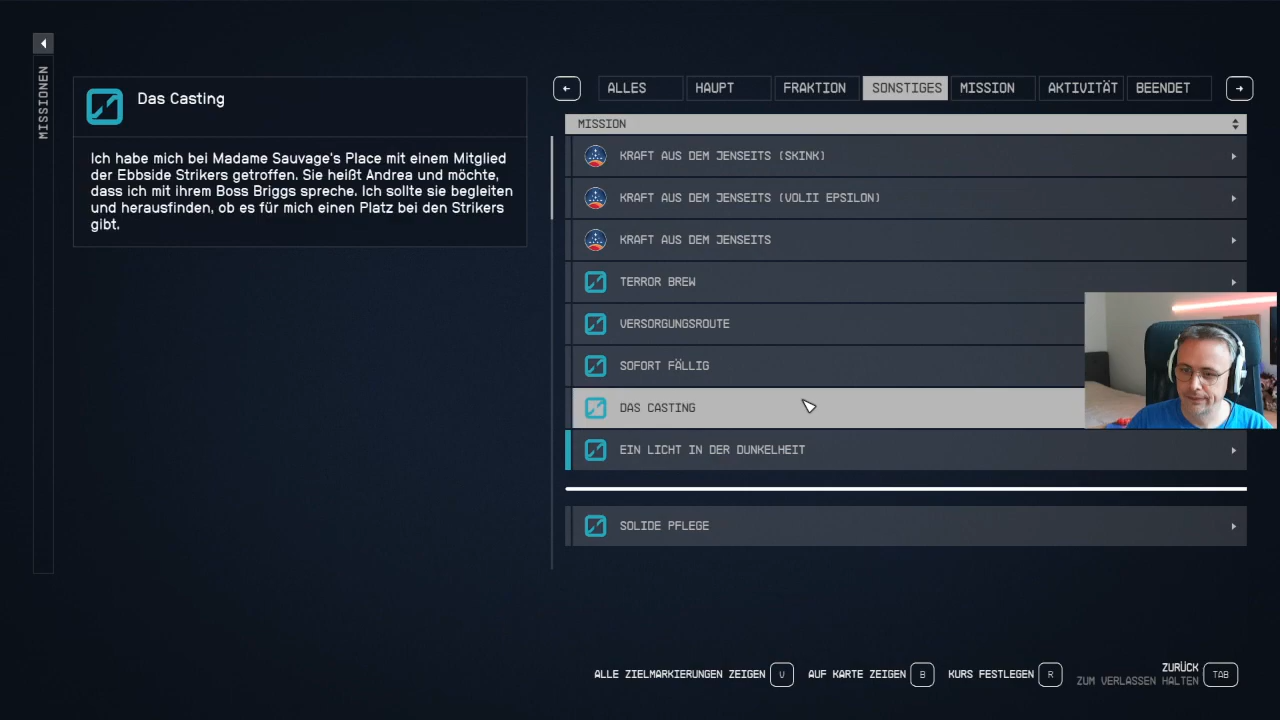 MISSIONEN
Das Casting
Ich habe mich bei Madame Sauvage's Place mit einem Mitglied
der Ebbside Strikers getroffen. Sie heißt Andrea und möchte,
dass ich mit ihrem Boss Briggs spreche. Ich sollte sie begleiten
und herausfinden, ob es für mich einen Platz bei den Strikers
gibt.
ALLES HAUPT FRAKTION SONSTIGES MISSION AKTIVITÄT BEENDET
MISSION
KRAFT AUS DEM JENSEITS (SKINK)
KRAFT AUS DEM JENSEITS (VOLII EPSILON)
KRAFT AUS DEM JENSEITS
TERROR BREW
VERSORGUNGSROUTE
SOFORT FÄLLIG
DAS CASTING
EIN LICHT IN DER DUNKELHEIT
SOLIDE PFLEGE
ALLE ZIELMARKIERUNGEN ZEIGEN U AUF KARTE ZEIGEN B KURS FESTLEGEN R ZURÜCK TAB
ZUM VERLASSEN HALTEN